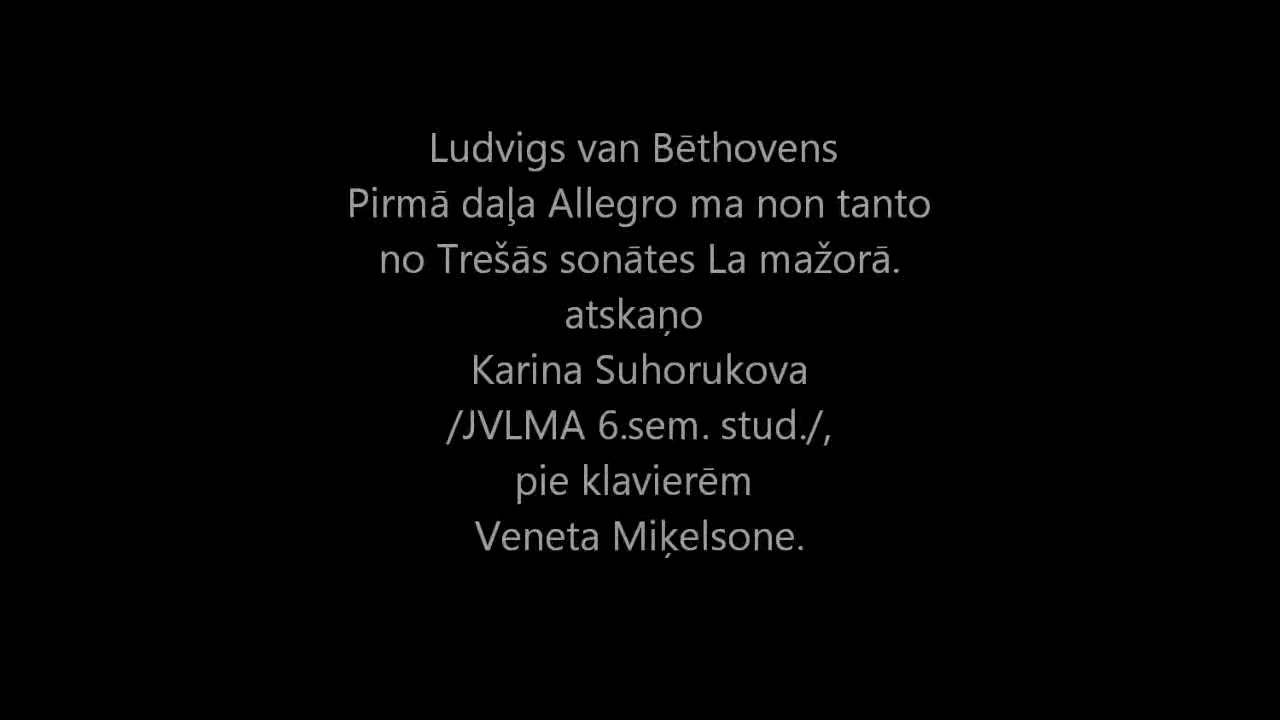 Ludvigs van Bēthovens
Pirmā daļa Allegro ma non tanto
no Trešās sonātes La mažorā.
atskaņo
Karina Suhorukova
/JVLMA 6.sem. stud./,
pie klavierēm
Veneta Miķelsone.